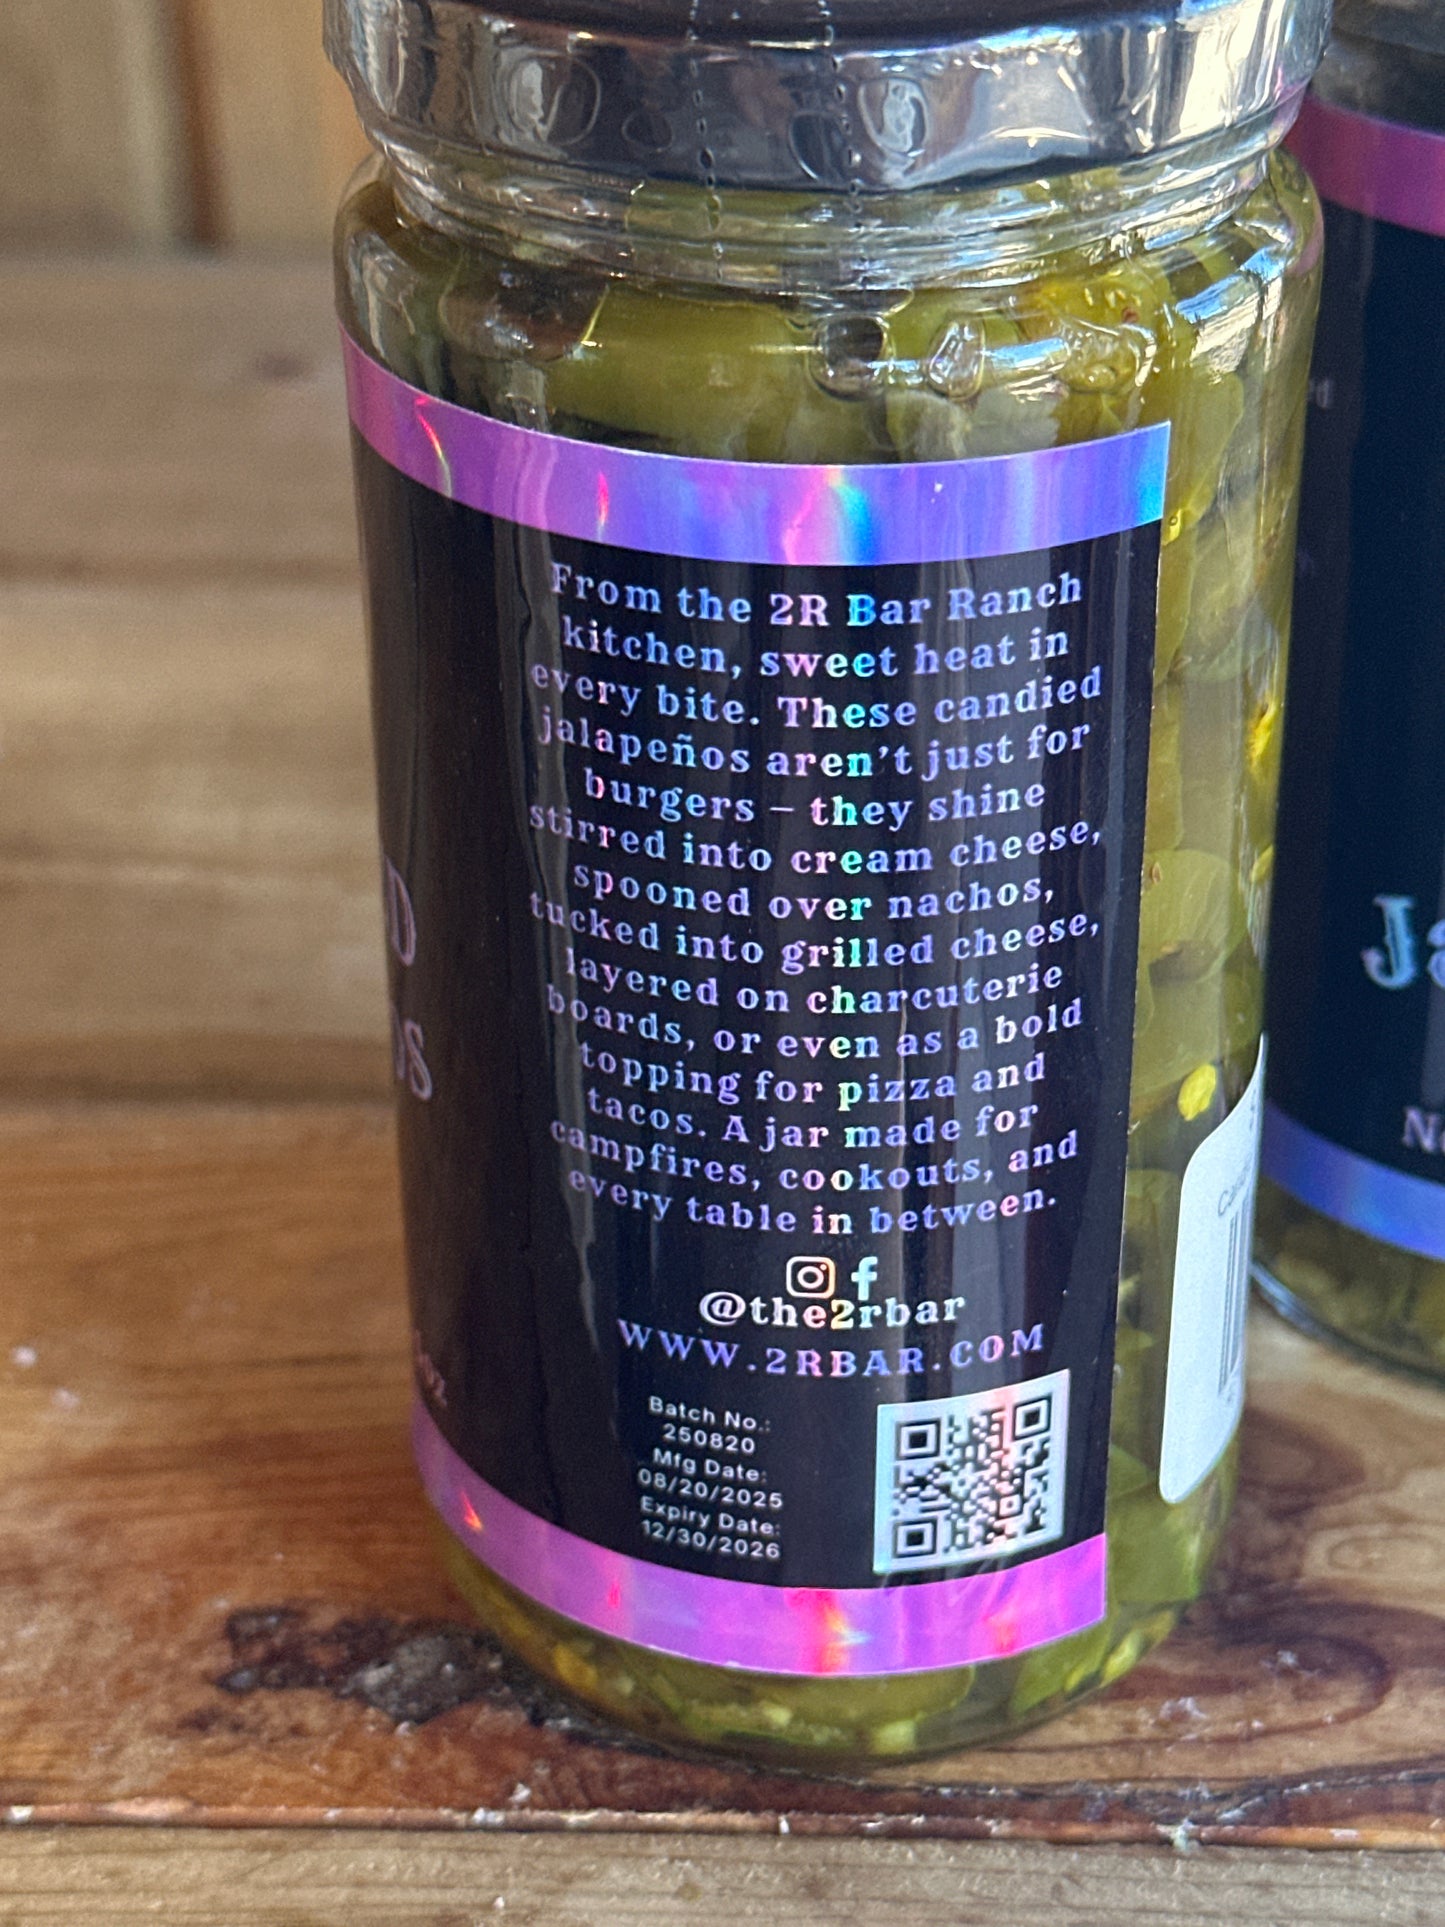 From the 2R Bar Ranch
kitchen, sweet heat in
every bite. These candied
jalapeños aren't just for
burgers – they shine
stirred into cream cheese,
spooned over nachos,
tucked into grilled cheese,
layered on charcuterie
boards, or even as a bold
topping for pizza and
tacos. A jar made for
campfires, cookouts, and
every table in between.
@the2rbar
WWW.2RBAR.COM
Batch No.:
250820
Mfg Date:
08/20/2025
Expiry Date:
12/30/2026